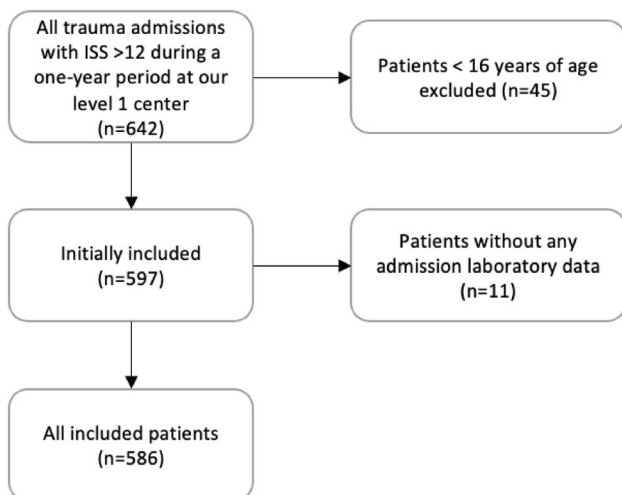 All trauma admissions
with ISS >12 during a
one-year period at our
level 1 center
(n=642)
Patients < 16 years of age
excluded (n=45)
Initially included
(n=597)
Patients without any
admission laboratory data
(n=11)
All included patients
(n=586)